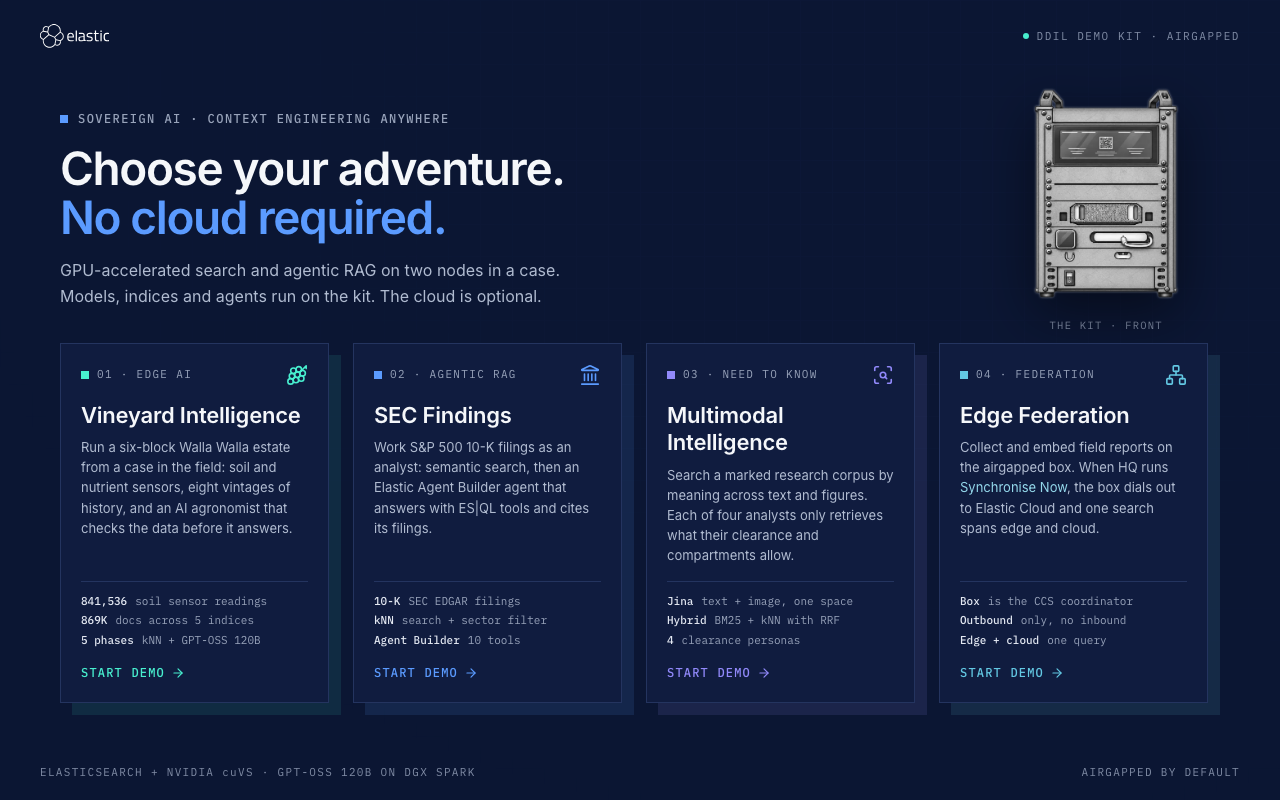 elastic
DDIL DEMO KIT · AIRGAPPED
SOVEREIGN AI · CONTEXT ENGINEERING ANYWHERE
Choose your adventure.
No cloud required.
GPU-accelerated search and agentic RAG on two nodes in a case.
Models, indices and agents run on the kit. The cloud is optional.
THE KIT · FRONT
01 · EDGE AI
Vineyard Intelligence
Run a six-block Walla Walla estate
from a case in the field: soil and
nutrient sensors, eight vintages of
history, and an AI agronomist that
checks the data before it answers.
841,536 soil sensor readings
869K docs across 5 indices
5 phases kNN + GPT-OSS 120B
START DEMO →
02 · AGENTIC RAG
SEC Findings
Work S&P 500 10-K filings as an
analyst: semantic search, then an
Elastic Agent Builder agent that
answers with ES|QL tools and cites
its filings.
10-K SEC EDGAR filings
kNN search + sector filter
Agent Builder 10 tools
START DEMO →
03 · NEED TO KNOW
Multimodal
Intelligence
Search a marked research corpus by
meaning across text and figures.
Each of four analysts only retrieves
what their clearance and
compartments allow.
Jina text + image, one space
Hybrid BM25 + kNN with RRF
4 clearance personas
START DEMO →
04 · FEDERATION
Edge Federation
Collect and embed field reports on
the airgapped box. When HQ runs
Synchronise Now, the box dials out
to Elastic Cloud and one search
spans edge and cloud.
Box is the CCS coordinator
Outbound only, no inbound
Edge + cloud one query
START DEMO →
ELASTICSEARCH + NVIDIA cuVS · GPT-OSS 120B ON DGX SPARK
AIRGAPPED BY DEFAULT